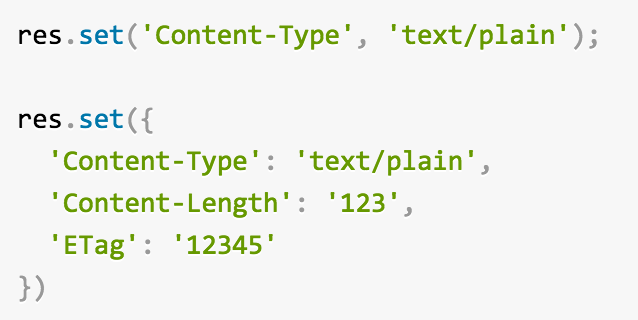 res.set('Content-Type', 'text/plain');
res.set({
  'Content-Type': 'text/plain',
  'Content-Length': '123',
  'ETag': '12345'
})